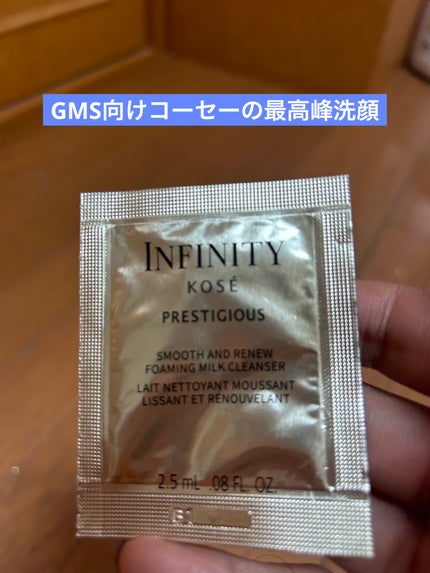 GMS向けコーセーの最高峰洗顔
INFINITY
KOSÉ
PRESTIGIOUS
SMOOTH AND RENEW
FOAMING MILK CLEANSER
LAIT NETTOYANT MOUSSANT
LISSANT ET RENOUVELANT
2.5 mL .08 FL. OZ.